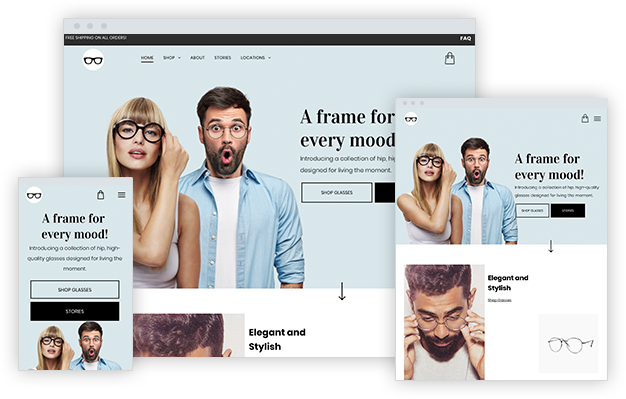 FREE SHIPPING ON ALL ORDERS!
FAQ
HOME SHOP ABOUT STORIES LOCATIONS
A frame for
every mood!
Introducing a collection of hip, high-
designed for living the moment.
SHOP GLASSES
Elegant and
Stylish
A frame for
every mood!
Introducing a collection of hip, high-quality
glasses designed for living the moment.
SHOP GLASSES
STORIES
Elegant and
Stylish
Shop Glasses
A frame for
every mood!
Introducing a collection of hip, high-
quality glasses designed for living the
moment.
SHOP GLASSES
STORIES